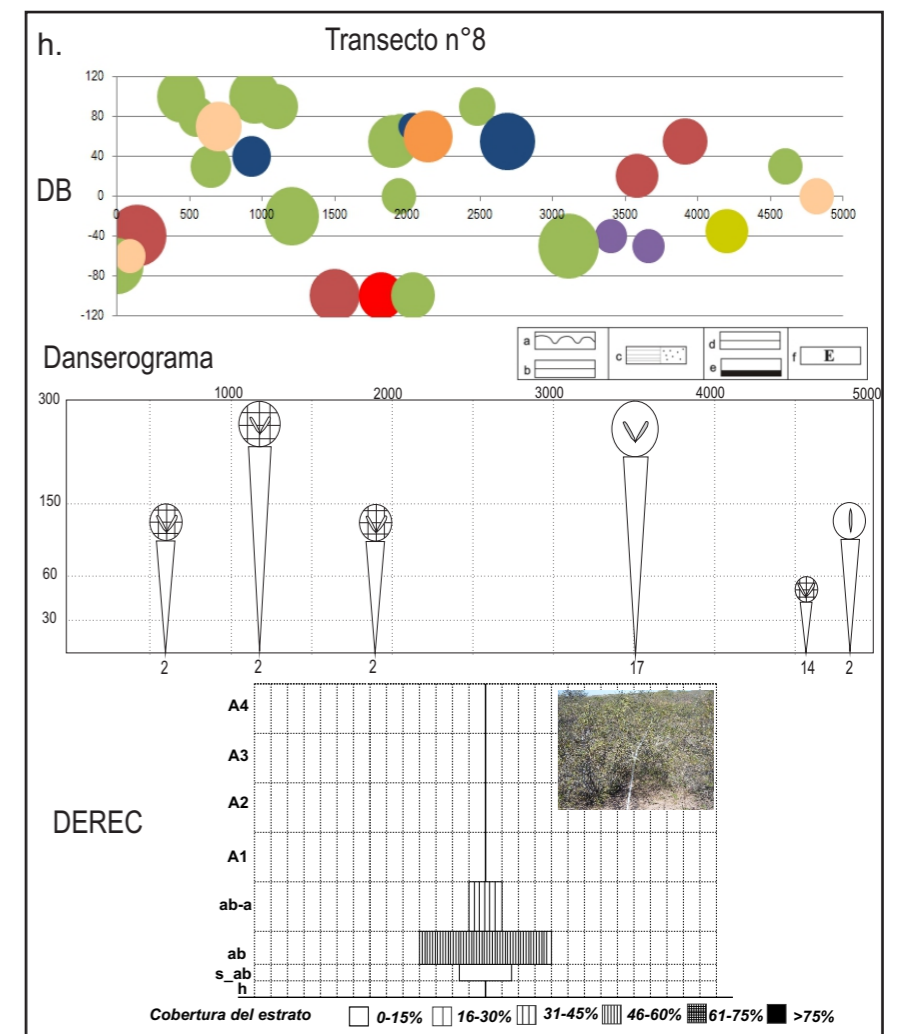 h.
Transecto n°8
120
80
40
DB 0
0 500 1000 1500 2000 2500 3000 3500 4000 4500 5000
-40
-80
-120
a b c d e f E
Danserograma
1000 2000 3000 4000 5000
300
150
60
30
2 2 2 17 14 2
A4
A3
A2
DEREC
A1
ab-a
ab
s_ab
h
Cobertura del estrato 0-15% 16-30% 31-45% 46-60% 61-75% >75%